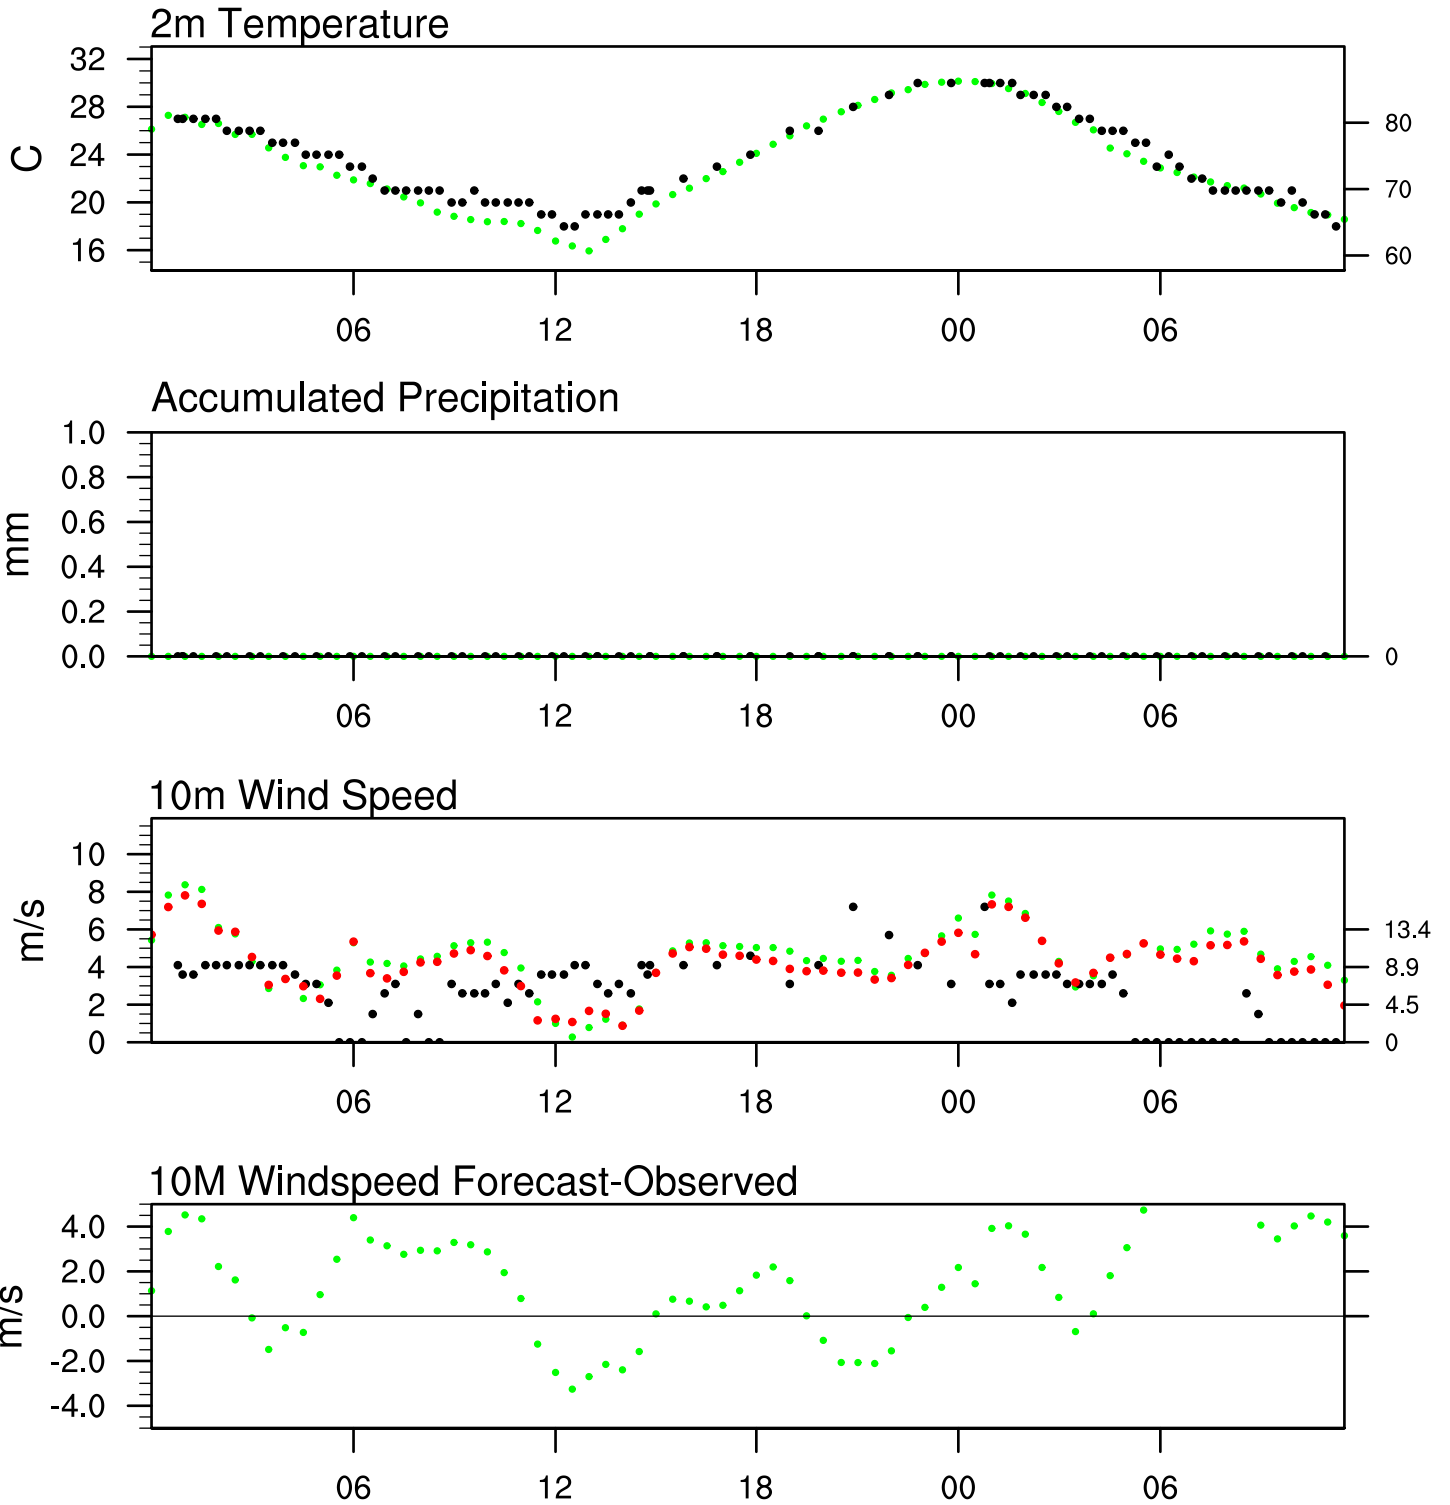 2m Temperature
32
28
24
20
16
C
80
70
60
06 12 18 00 06
Accumulated Precipitation
1.0
0.8
0.6
0.4
0.2
0.0
mm
0
06 12 18 00 06
10m Wind Speed
10
8
6
4
2
0
m/s
13.4
8.9
4.5
0
06 12 18 00 06
10M Windspeed Forecast-Observed
4.0
2.0
0.0
-2.0
-4.0
m/s
06 12 18 00 06